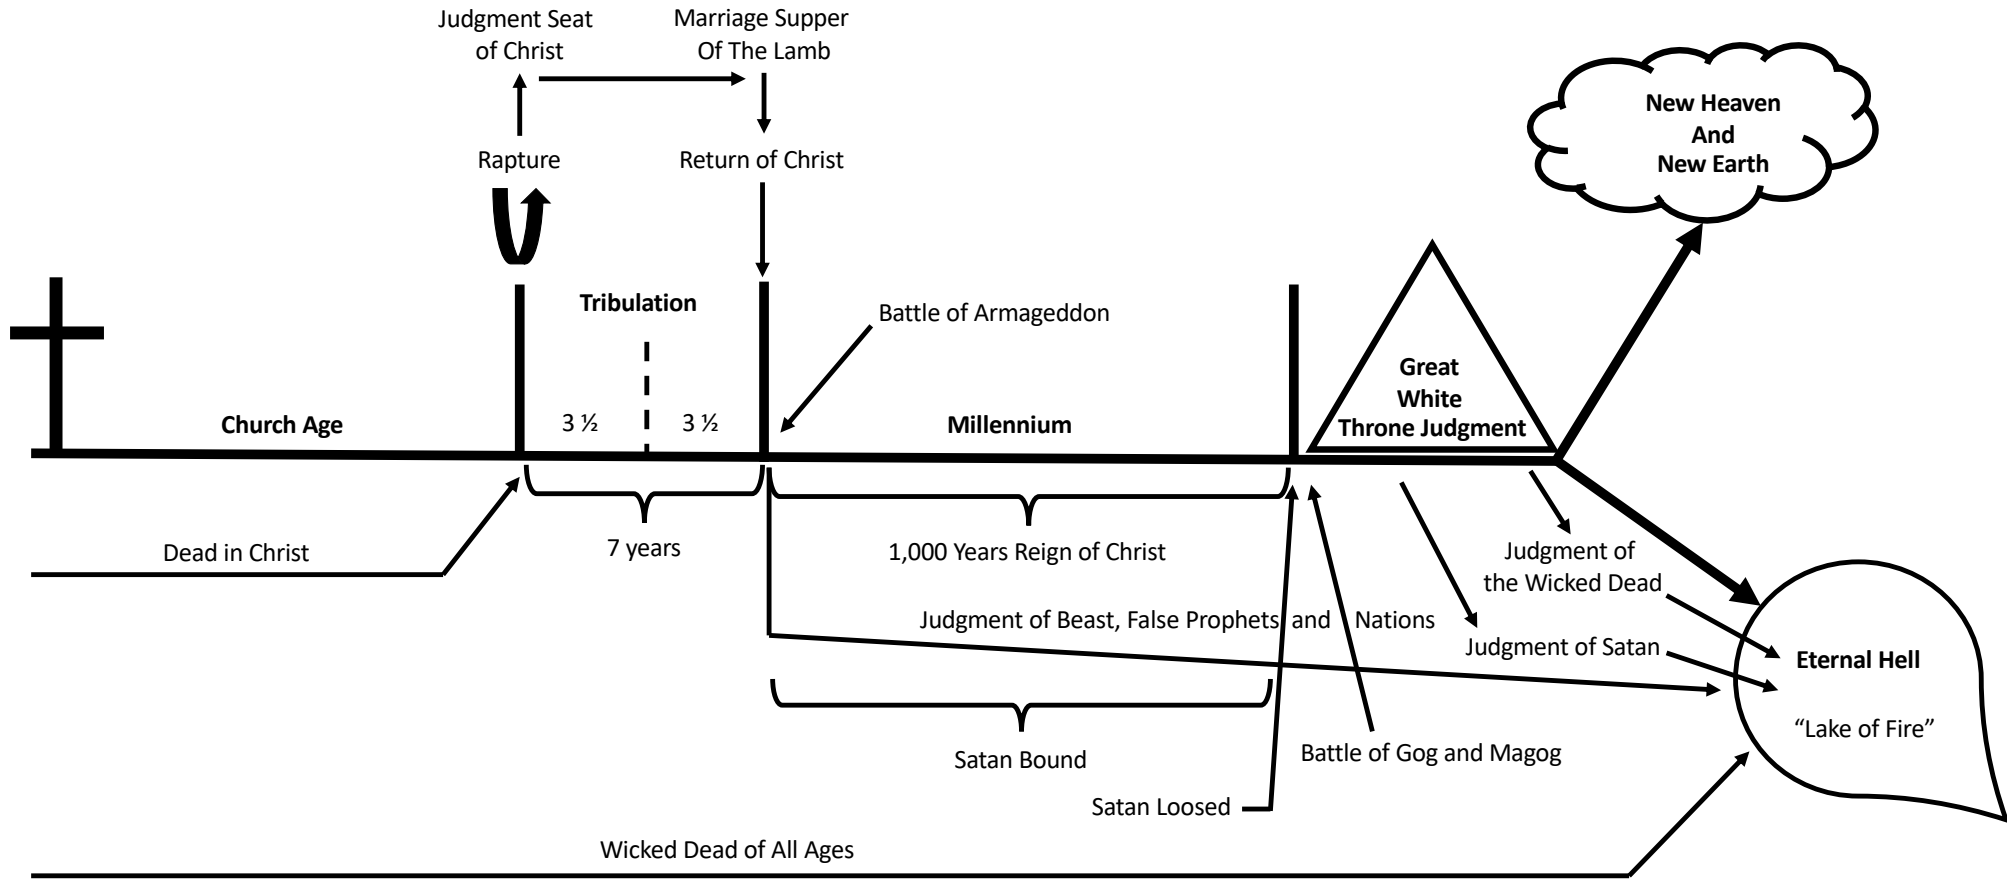 Judgment Seat
of Christ
Marriage Supper
Of The Lamb
Rapture
Return of Christ
New Heaven
And
New Earth
Tribulation
Battle of Armageddon
Great
White
Throne Judgment
Church Age
3 ½
3 ½
Millennium
Dead in Christ
7 years
1,000 Years Reign of Christ
Judgment of
the Wicked Dead
Judgment of Beast, False Prophets and Nations
Judgment of Satan
Eternal Hell
“Lake of Fire”
Satan Bound
Battle of Gog and Magog
Satan Loosed
Wicked Dead of All Ages